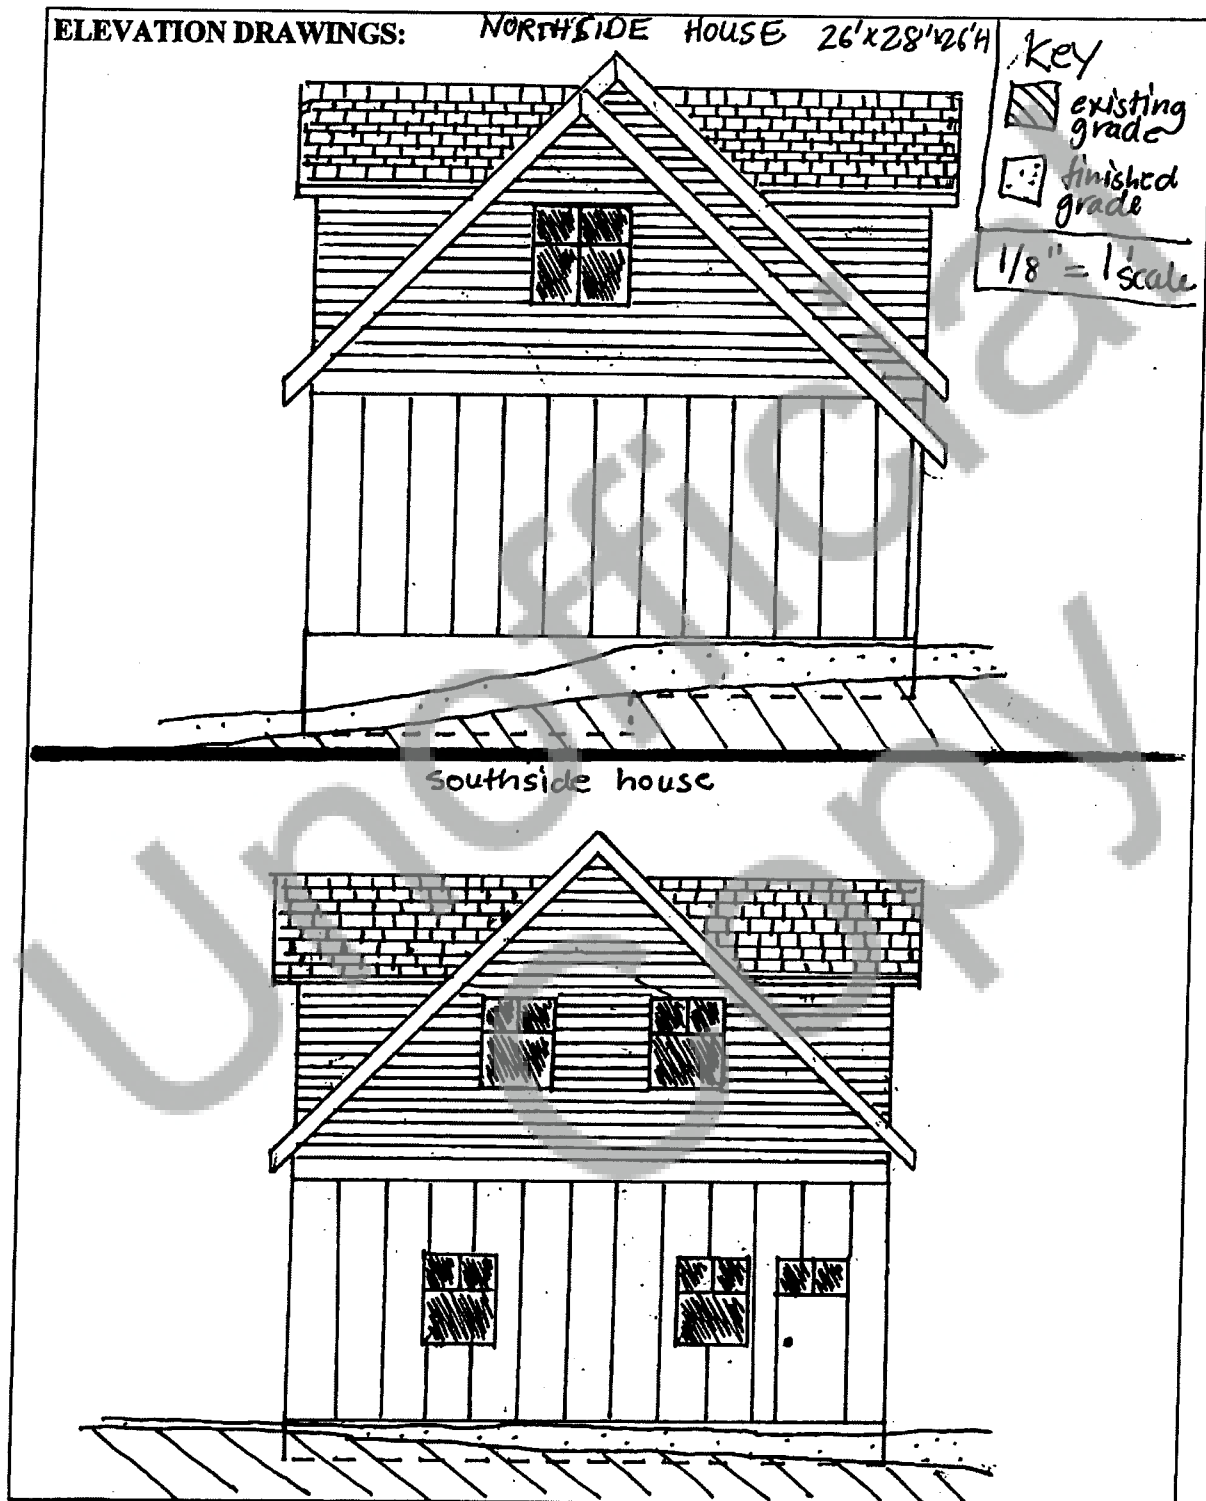 ELEVATION DRAWINGS:
NORTHSIDE HOUSE 26'x28'x26'H
Key
existing
grade
finished
grade
1/8" = 1' scale
southside house
Unofficial
Copy